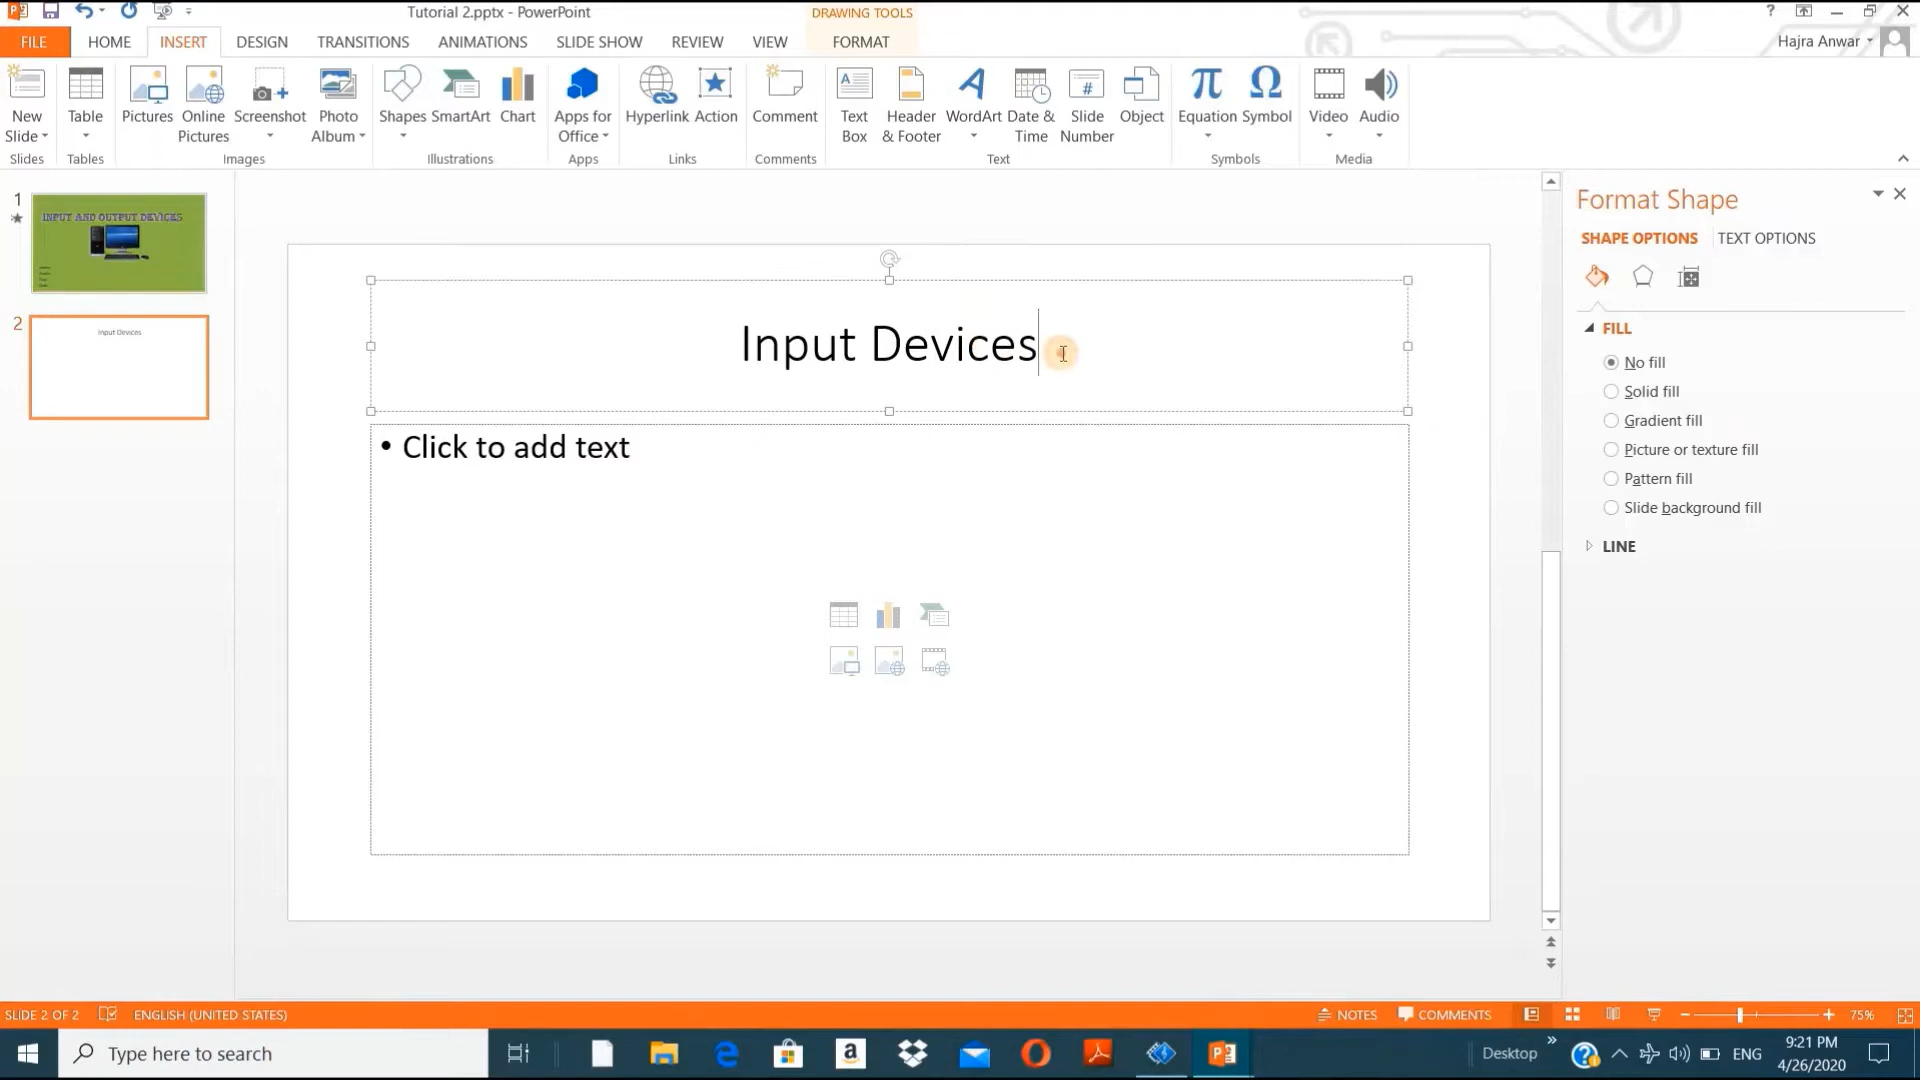 Tutorial 2.pptx - PowerPoint
DRAWING TOOLS
?
FILE
HOME
INSERT
DESIGN
TRANSITIONS
ANIMATIONS
SLIDE SHOW
REVIEW
VIEW
FORMAT
Hajra Anwar
New Slide
Table
Pictures
Online Pictures
Screenshot
Photo Album
Shapes
SmartArt
Chart
Apps for Office
Hyperlink
Action
Comment
Text Box
Header & Footer
WordArt
Date & Time
Slide Number
Object
Equation
Symbol
Video
Audio
Slides
Tables
Images
Illustrations
Apps
Links
Comments
Text
Symbols
Media
1
INPUT AND OUTPUT DEVICES
2
Input Devices
Input Devices
• Click to add text
Format Shape
SHAPE OPTIONS
TEXT OPTIONS
FILL
No fill
Solid fill
Gradient fill
Picture or texture fill
Pattern fill
Slide background fill
LINE
SLIDE 2 OF 2
ENGLISH (UNITED STATES)
NOTES
COMMENTS
75%
Type here to search
Desktop
ENG
9:21 PM
4/26/2020